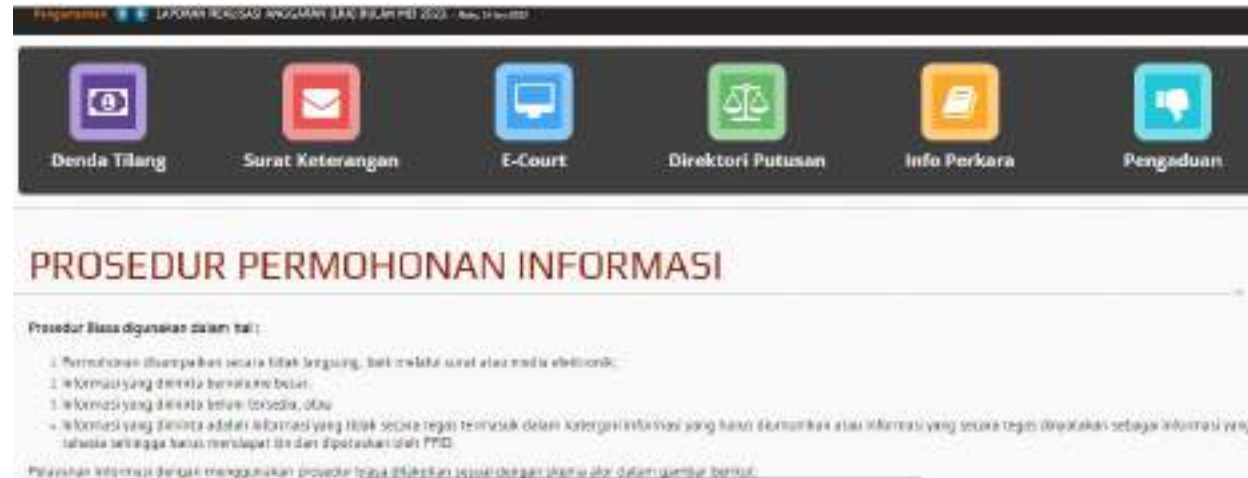 Pengumuman LAPORAN REALISASI ANGGARAN (LRA) BULAN MEI 2023
Denda Tilang Surat Keterangan E-Court Direktori Putusan Info Perkara Pengaduan
PROSEDUR PERMOHONAN INFORMASI
Prosedur Biasa digunakan dalam hal :
1. Permohonan disampaikan secara tidak langsung, baik melalui surat atau media elektronik;
2. Informasi yang diminta bervolume besar;
3. Informasi yang diminta belum tersedia; atau
4. Informasi yang diminta adalah informasi yang tidak secara tegas termasuk dalam kategori informasi yang harus diumumkan atau informasi yang secara tegas dinyatakan sebagai informasi yang
rahasia sehingga harus mendapat izin dan diputuskan oleh PPID.
Pelayanan Informasi dengan menggunakan prosedur biasa dilakukan sesuai dengan skema alur dalam gambar berikut: